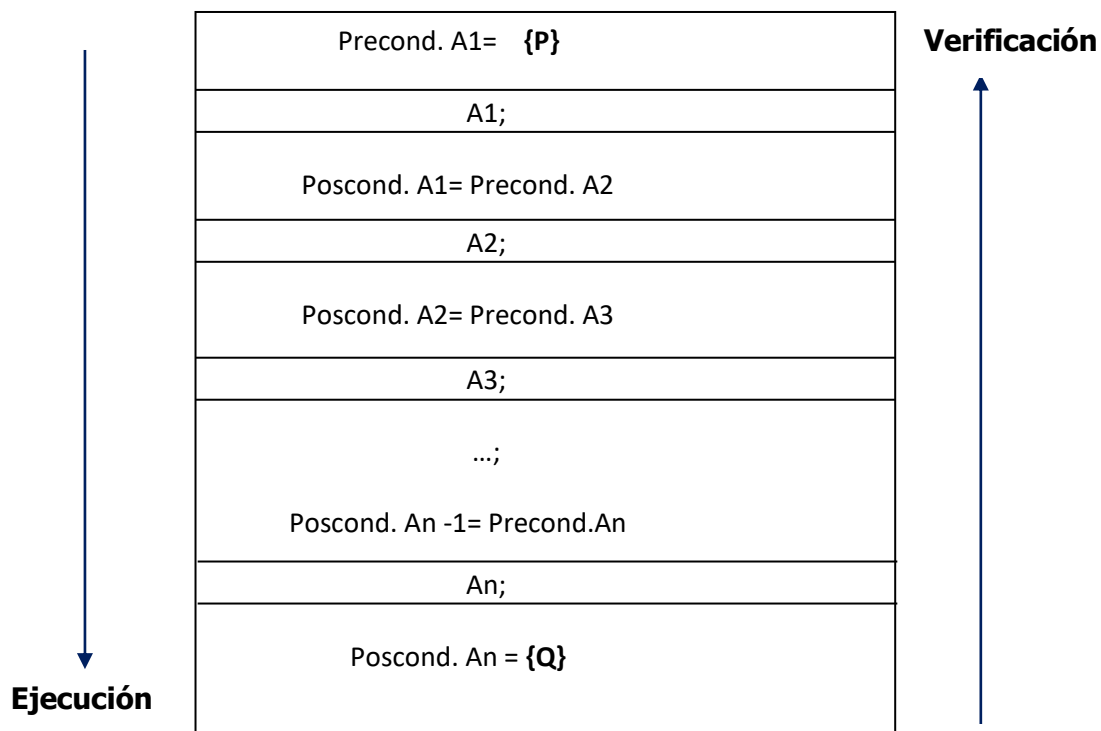 Precond. A1= {P}
Verificación
A1;
Poscond. A1= Precond. A2
A2;
Poscond. A2= Precond. A3
A3;
...;
Poscond. An -1= Precond.An
An;
Poscond. An = {Q}
Ejecución